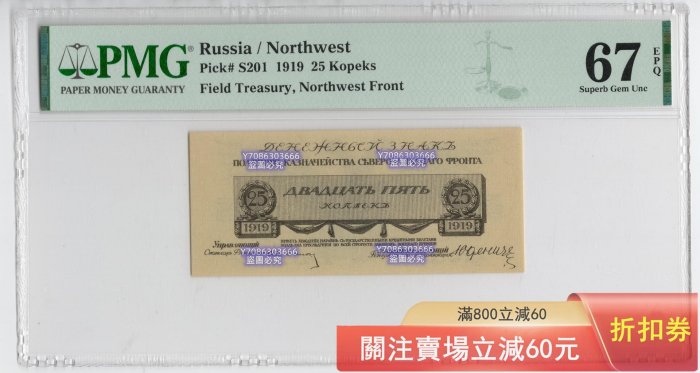 PMG®
PAPER MONEY GUARANTY
Russia / Northwest
Pick# S201 1919 25 Kopeks
Field Treasury, Northwest Front
67 EPQ
Superb Gem Unc
ДЕНЕЖНЫЙ ЗНАКЪ
Y7086303666 Y7086303666
盜圖必究 盜圖必究
КАЗНАЧЕЙСТВА ФРОНТА
25 ДВАДЦАТЬ ПЯТЬ 25
КОПѢЕКЪ
1919 1919
Управляющій
Y7086303666 Y7086303666
盜圖必究 盜圖必究
滿800立減60
關注賣場立減60元
折扣券